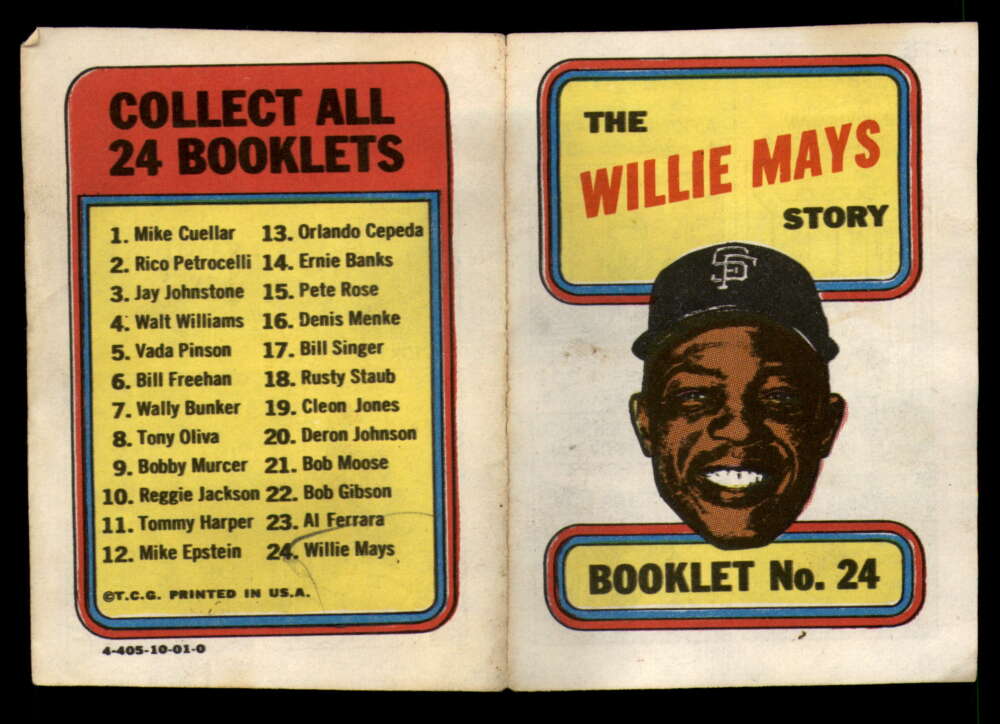 COLLECT ALL
24 BOOKLETS
1. Mike Cuellar
2. Rico Petrocelli
3. Jay Johnstone
4. Walt Williams
5. Vada Pinson
6. Bill Freehan
7. Wally Bunker
8. Tony Oliva
9. Bobby Murcer
10. Reggie Jackson
11. Tommy Harper
12. Mike Epstein
13. Orlando Cepeda
14. Ernie Banks
15. Pete Rose
16. Denis Menke
17. Bill Singer
18. Rusty Staub
19. Cleon Jones
20. Deron Johnson
21. Bob Moose
22. Bob Gibson
23. Al Ferrara
24. Willie Mays
©T.C.G. PRINTED IN U.S.A.
4-405-10-01-0
THE
WILLIE MAYS
STORY
SF
BOOKLET No. 24